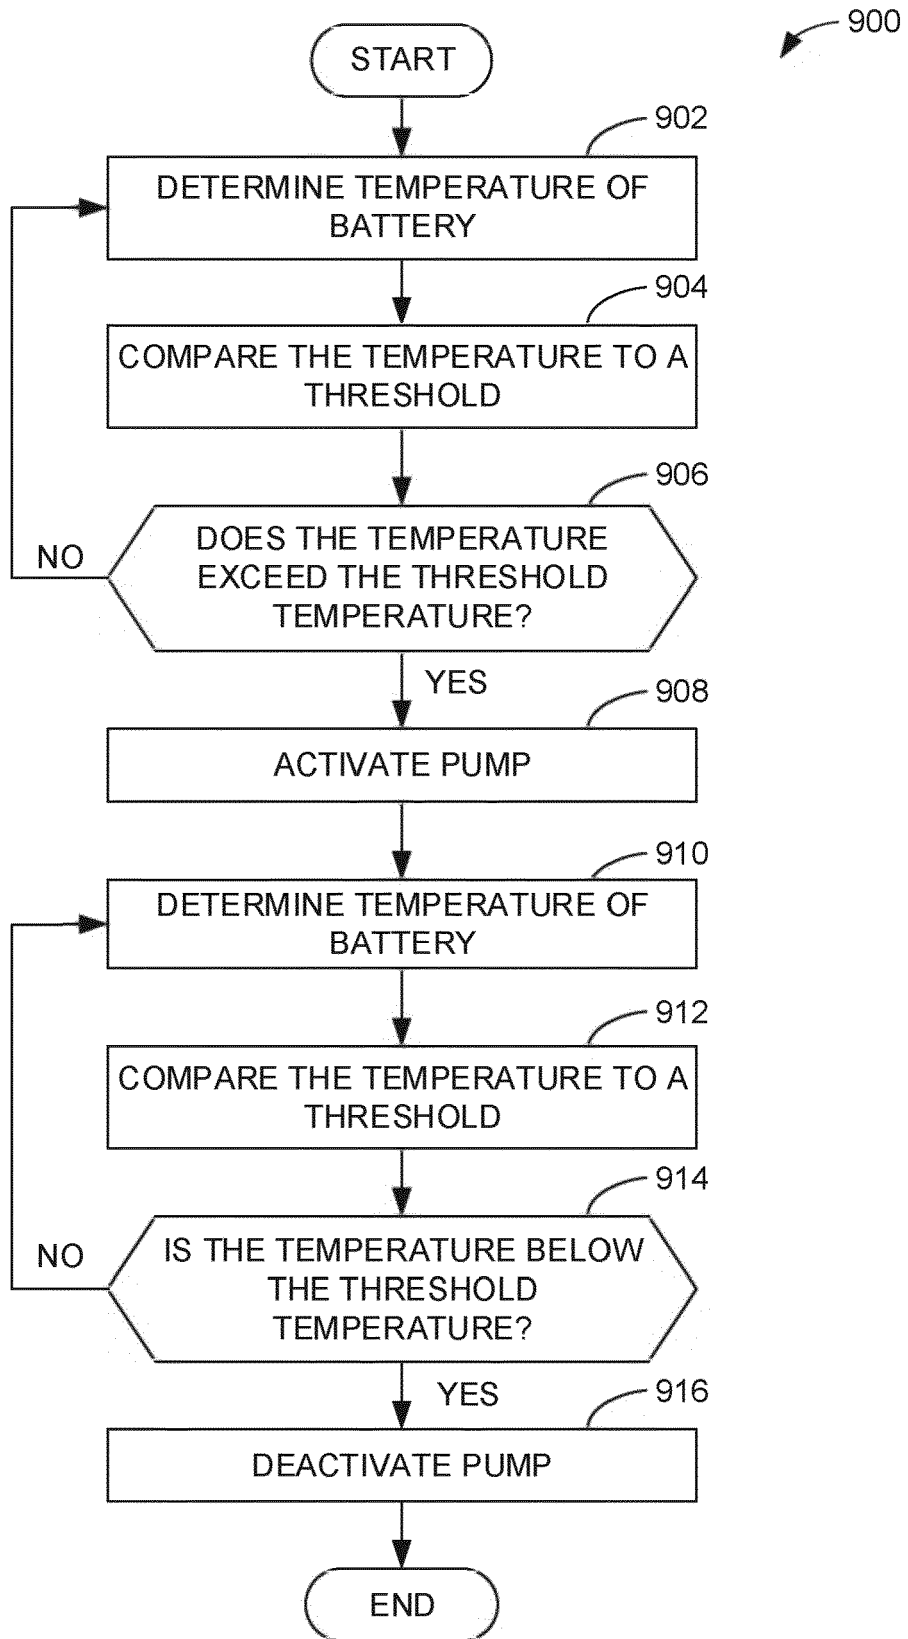 900
START
902
DETERMINE TEMPERATURE OF
BATTERY
904
COMPARE THE TEMPERATURE TO A
THRESHOLD
906
DOES THE TEMPERATURE
EXCEED THE THRESHOLD
TEMPERATURE?
NO
YES
908
ACTIVATE PUMP
910
DETERMINE TEMPERATURE OF
BATTERY
912
COMPARE THE TEMPERATURE TO A
THRESHOLD
914
IS THE TEMPERATURE BELOW
THE THRESHOLD
TEMPERATURE?
NO
YES
916
DEACTIVATE PUMP
END